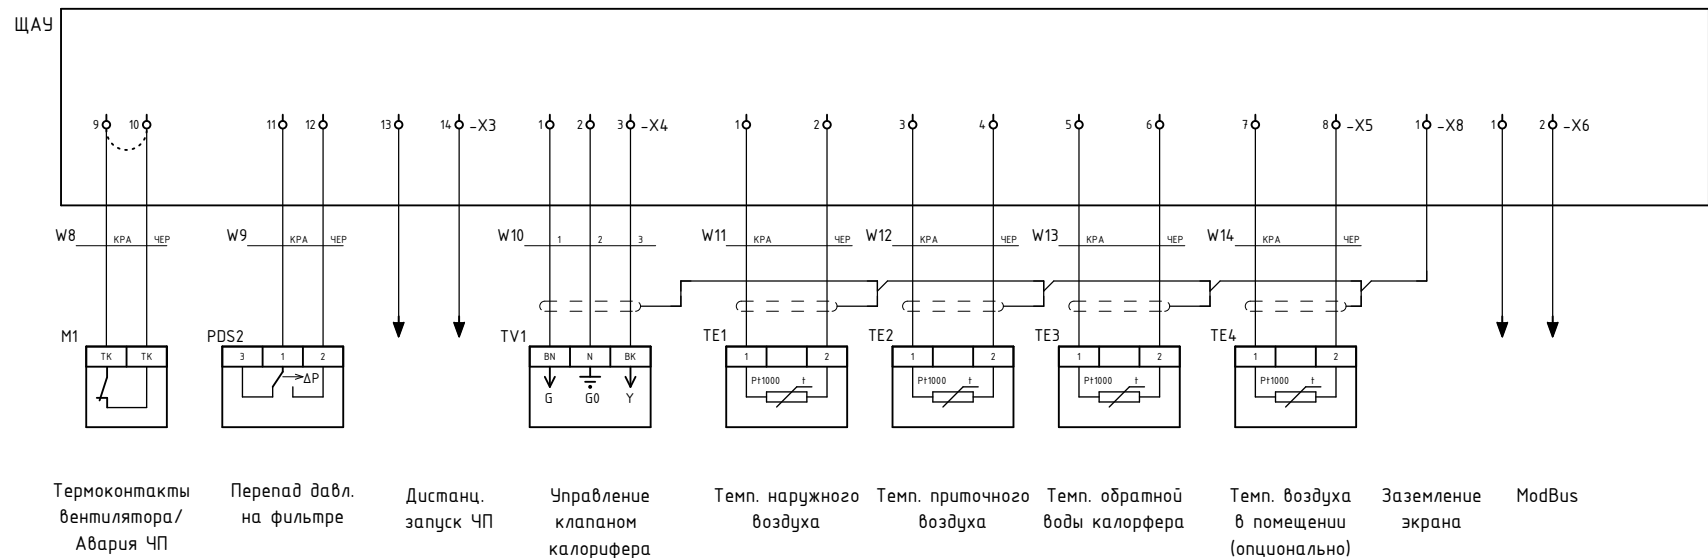 ЩАУ
9 10 11 12 13 14 -X3 1 2 3 -X4 1 2 3 4 5 6 7 8 -X5 1 -X8 1 2 -X6
W8 КРА ЧЕР W9 КРА ЧЕР W10 1 2 3 W11 КРА ЧЕР W12 КРА ЧЕР W13 КРА ЧЕР W14 КРА ЧЕР
M1 PDS2 TV1 TE1 TE2 TE3 TE4
TK TK 3 1 2 BN N BK 1 2 1 2 1 2 1 2
ΔP Pt1000 t Pt1000 t Pt1000 t Pt1000 t
G G0 Y
Термоконтакты
вентилятора/
Авария ЧП
Перепад давл.
на фильтре
Дистанц.
запуск ЧП
Управление
клапаном
калорифера
Темп. наружного
воздуха
Темп. приточного
воздуха
Темп. обратной
воды калорфера
Темп. воздуха
в помещении
(опционально)
Заземление
экрана
ModBus